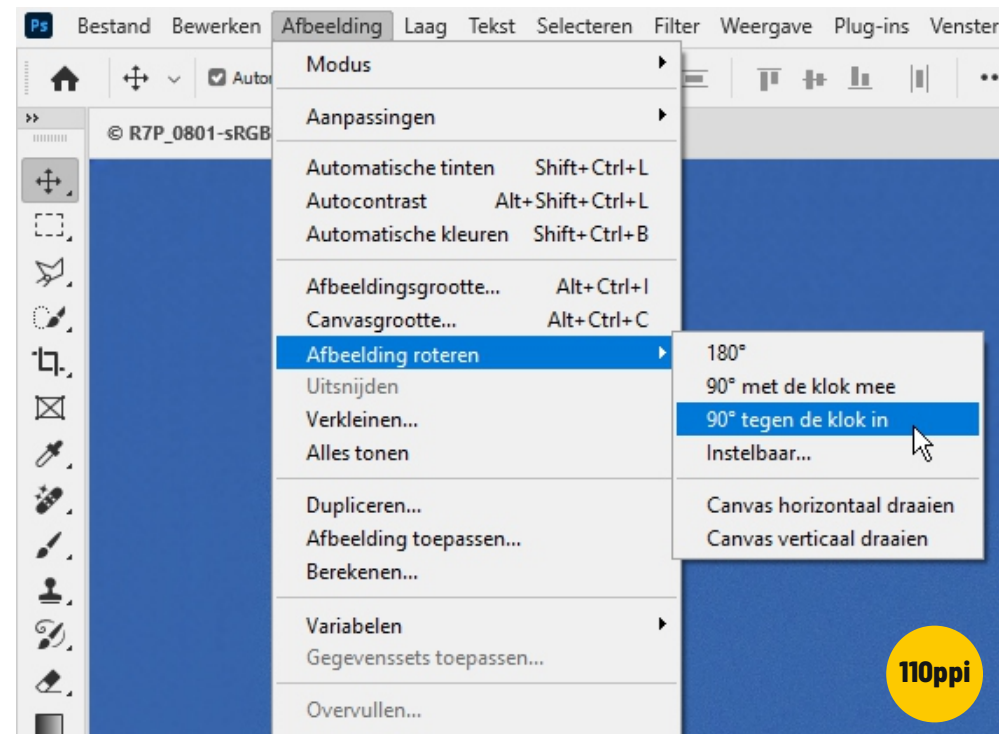 Ps Bestand Bewerken Afbeelding Laag Tekst Selecteren Filter Weergave Plug-ins Venster
© R7P_0801-sRGB
Modus
Aanpassingen
Automatische tinten Shift+Ctrl+L
Autocontrast Alt+Shift+Ctrl+L
Automatische kleuren Shift+Ctrl+B
Afbeeldingsgrootte... Alt+Ctrl+I
Canvasgrootte... Alt+Ctrl+C
Afbeelding roteren
Uitsnijden
Verkleinen...
Alles tonen
Dupliceren...
Afbeelding toepassen...
Berekenen...
Variabelen
Gegevenssets toepassen...
Overvullen...
180°
90° met de klok mee
90° tegen de klok in
Instelbaar...
Canvas horizontaal draaien
Canvas verticaal draaien
110ppi